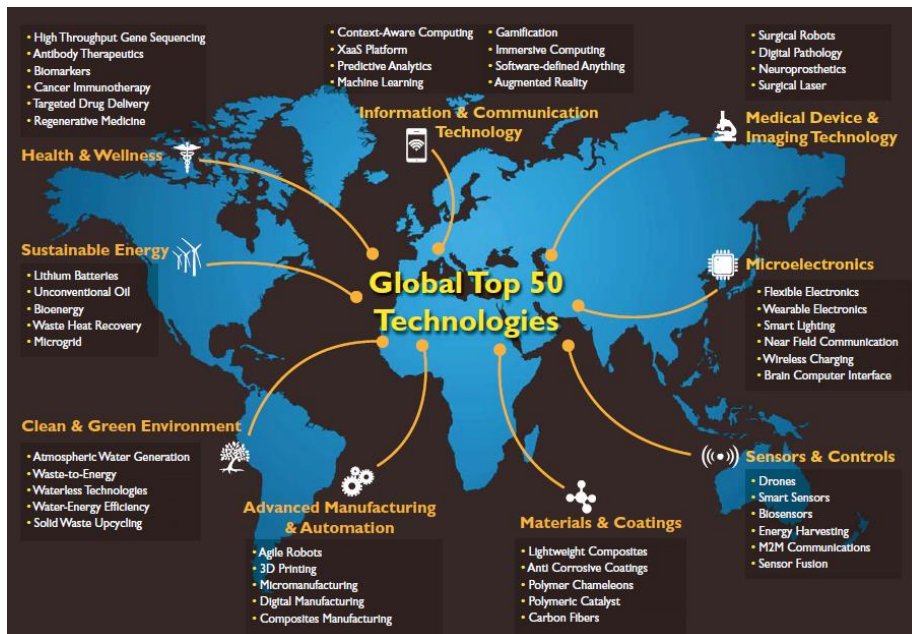 • High Throughput Gene Sequencing
• Antibody Therapeutics
• Biomarkers
• Cancer Immunotherapy
• Targeted Drug Delivery
• Regenerative Medicine
Health & Wellness
• Context-Aware Computing
• XaaS Platform
• Predictive Analytics
• Machine Learning
• Gamification
• Immersive Computing
• Software-defined Anything
• Augmented Reality
Information & Communication
Technology
• Surgical Robots
• Digital Pathology
• Neuroprosthetics
• Surgical Laser
Medical Device &
Imaging Technology
Sustainable Energy
• Lithium Batteries
• Unconventional Oil
• Bioenergy
• Waste Heat Recovery
• Microgrid
Global Top 50
Technologies
Microelectronics
• Flexible Electronics
• Wearable Electronics
• Smart Lighting
• Near Field Communication
• Wireless Charging
• Brain Computer Interface
Clean & Green Environment
• Atmospheric Water Generation
• Waste-to-Energy
• Waterless Technologies
• Water-Energy Efficiency
• Solid Waste Upcycling
Advanced Manufacturing
& Automation
• Agile Robots
• 3D Printing
• Micromanufacturing
• Digital Manufacturing
• Composites Manufacturing
Materials & Coatings
• Lightweight Composites
• Anti Corrosive Coatings
• Polymer Chameleons
• Polymeric Catalyst
• Carbon Fibers
Sensors & Controls
• Drones
• Smart Sensors
• Biosensors
• Energy Harvesting
• M2M Communications
• Sensor Fusion